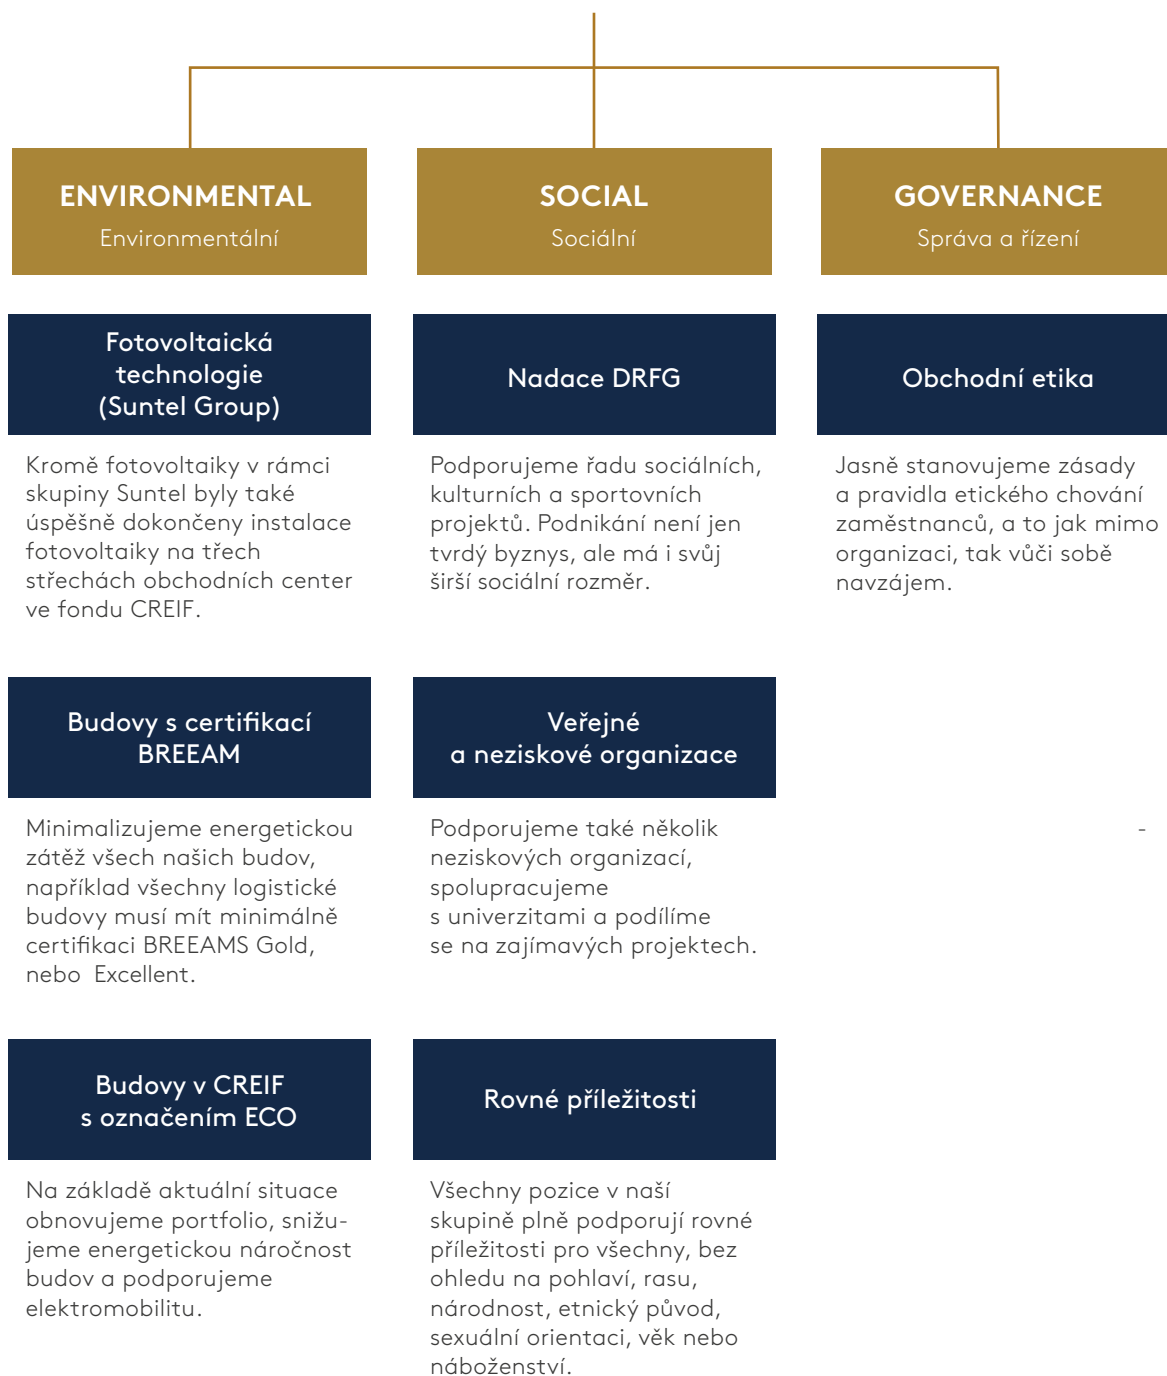 ENVIRONMENTAL
Environmentální
SOCIAL
Sociální
GOVERNANCE
Správa a řízení
Fotovoltaická
technologie
(Suntel Group)
Kromě fotovoltaiky v rámci
skupiny Suntel byly také
úspěšně dokončeny instalace
fotovoltaiky na třech
střechách obchodních center
ve fondu CREIF.
Budovy s certifikací
BREEAM
Minimalizujeme energetickou
zátěž všech našich budov,
například všechny logistické
budovy musí mít minimálně
certifikaci BREEAMS Gold,
nebo  Excellent.
Budovy v CREIF
s označením ECO
Na základě aktuální situace
obnovujeme portfolio, snižu-
jeme energetickou náročnost
budov a podporujeme
elektromobilitu.
Nadace DRFG
Podporujeme řadu sociálních,
kulturních a sportovních
projektů. Podnikání není jen
tvrdý byznys, ale má i svůj
širší sociální rozměr.
Veřejné
a neziskové organizace
Podporujeme také několik
neziskových organizací,
spolupracujeme
s univerzitami a podílíme
se na zajímavých projektech.
Rovné příležitosti
Všechny pozice v naší
skupině plně podporují rovné
příležitosti pro všechny, bez
ohledu na pohlaví, rasu,
národnost, etnický původ,
sexuální orientaci, věk nebo
náboženství.
Obchodní etika
Jasně stanovujeme zásady
a pravidla etického chování
zaměstnanců, a to jak mimo
organizaci, tak vůči sobě
navzájem.
-